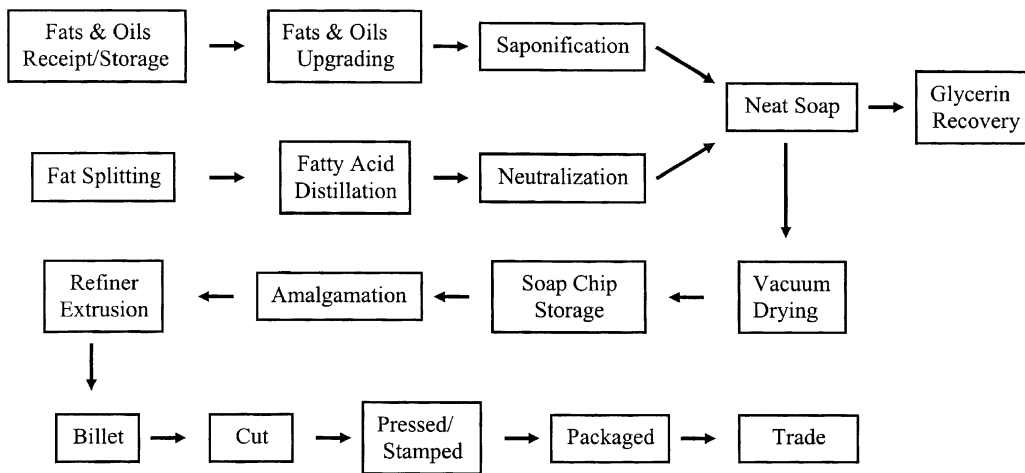 Fats & Oils
Receipt/Storage
Fats & Oils
Upgrading
Saponification
Neat Soap
Glycerin
Recovery
Fat Splitting
Fatty Acid
Distillation
Neutralization
Refiner
Extrusion
Amalgamation
Soap Chip
Storage
Vacuum
Drying
Billet
Cut
Pressed/
Stamped
Packaged
Trade